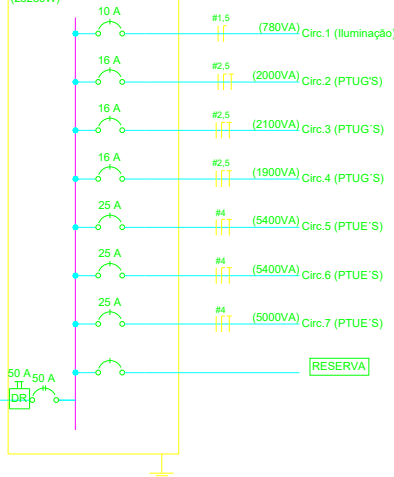 10 A #1,5 (780VA) Circ.1 (Iluminação)
16 A #2,5 (2000VA) Circ.2 (PTUG'S)
16 A #2,5 (2100VA) Circ.3 (PTUG´S)
16 A #2,5 (1900VA) Circ.4 (PTUG´S)
25 A #4 (5400VA) Circ.5 (PTUE´S)
25 A #4 (5400VA) Circ.6 (PTUE´S)
25 A #4 (5000VA) Circ.7 (PTUE´S)
RESERVA
50 A 50 A
DR